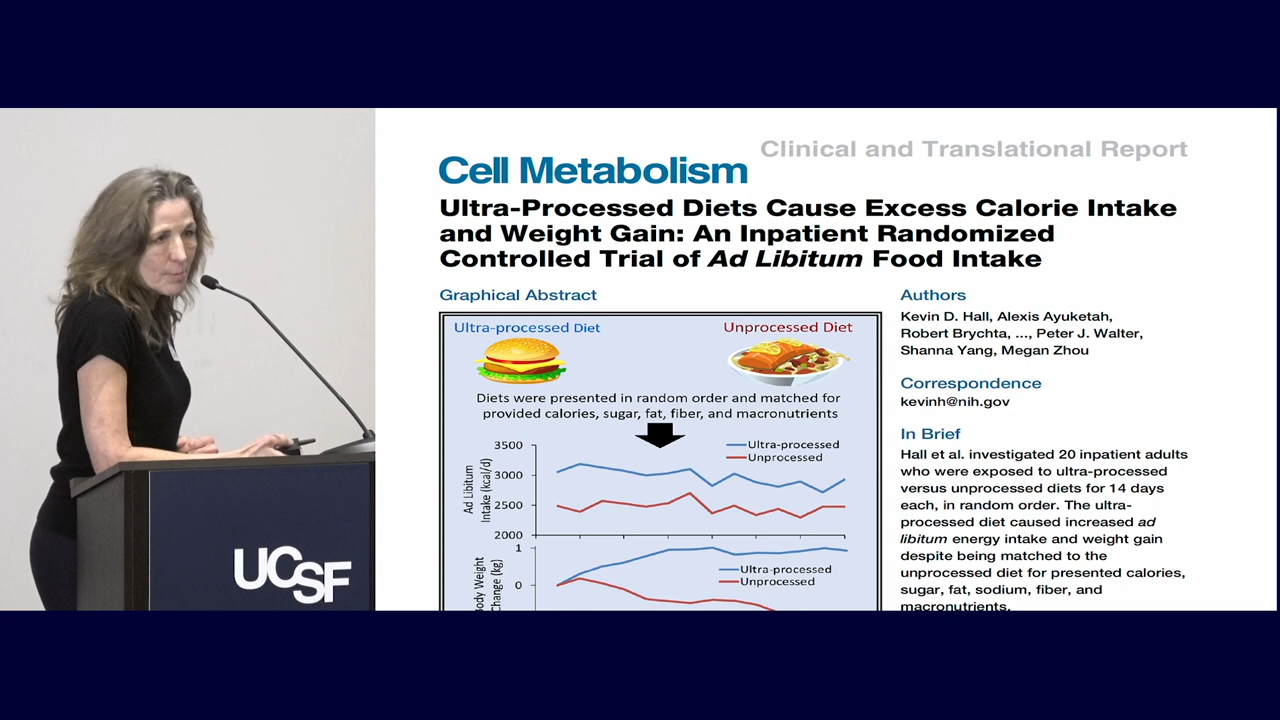 Clinical and Translational Report
Cell Metabolism
Ultra-Processed Diets Cause Excess Calorie Intake
and Weight Gain: An Inpatient Randomized
Controlled Trial of Ad Libitum Food Intake
Graphical Abstract
Ultra-processed Diet
Unprocessed Diet
Diets were presented in random order and matched for
provided calories, sugar, fat, fiber, and macronutrients
3500
3000
2500
2000
Ad Libitum
Intake (kcal/d)
Ultra-processed
Unprocessed
1
0
Body Weight
Change (kg)
Ultra-processed
Unprocessed
Authors
Kevin D. Hall, Alexis Ayuketah,
Robert Brychta, ..., Peter J. Walter,
Shanna Yang, Megan Zhou
Correspondence
kevinh@nih.gov
In Brief
Hall et al. investigated 20 inpatient adults
who were exposed to ultra-processed
versus unprocessed diets for 14 days
each, in random order. The ultra-
processed diet caused increased ad
libitum energy intake and weight gain
despite being matched to the
unprocessed diet for presented calories,
sugar, fat, sodium, fiber, and
macronutrients.
UCSF